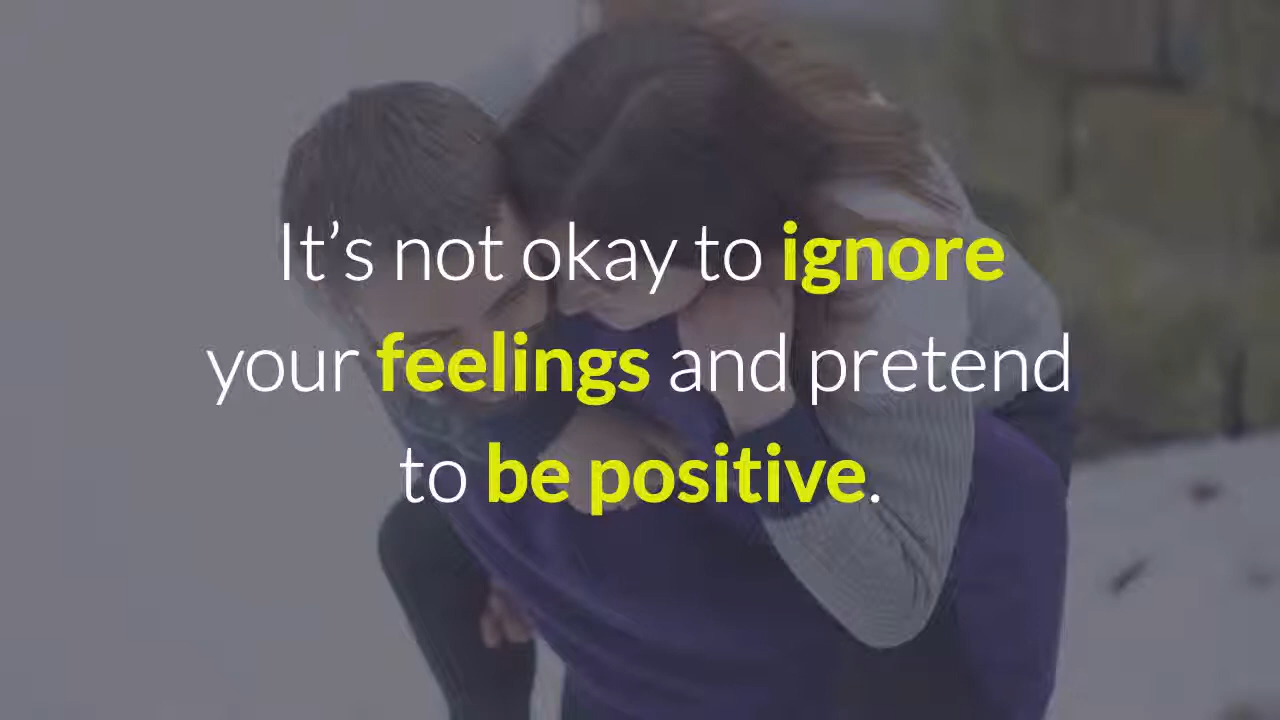 It’s not okay to ignore
your feelings and pretend
to be positive.